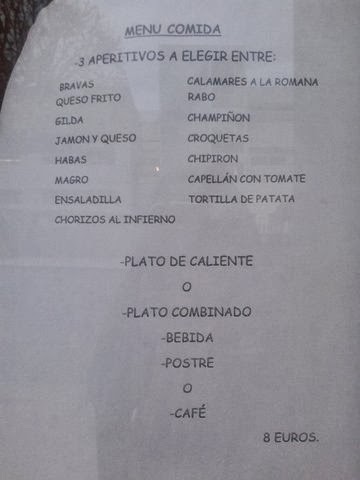 MENU COMIDA
-3 APERITIVOS A ELEGIR ENTRE:
BRAVAS
QUESO FRITO
GILDA
JAMON Y QUESO
HABAS
MAGRO
ENSALADILLA
CHORIZOS AL INFIERNO
CALAMARES A LA ROMANA
RABO
CHAMPIÑON
CROQUETAS
CHIPIRON
CAPELLÁN CON TOMATE
TORTILLA DE PATATA
-PLATO DE CALIENTE
O
-PLATO COMBINADO
-BEBIDA
-POSTRE
O
-CAFÉ
8 EUROS.